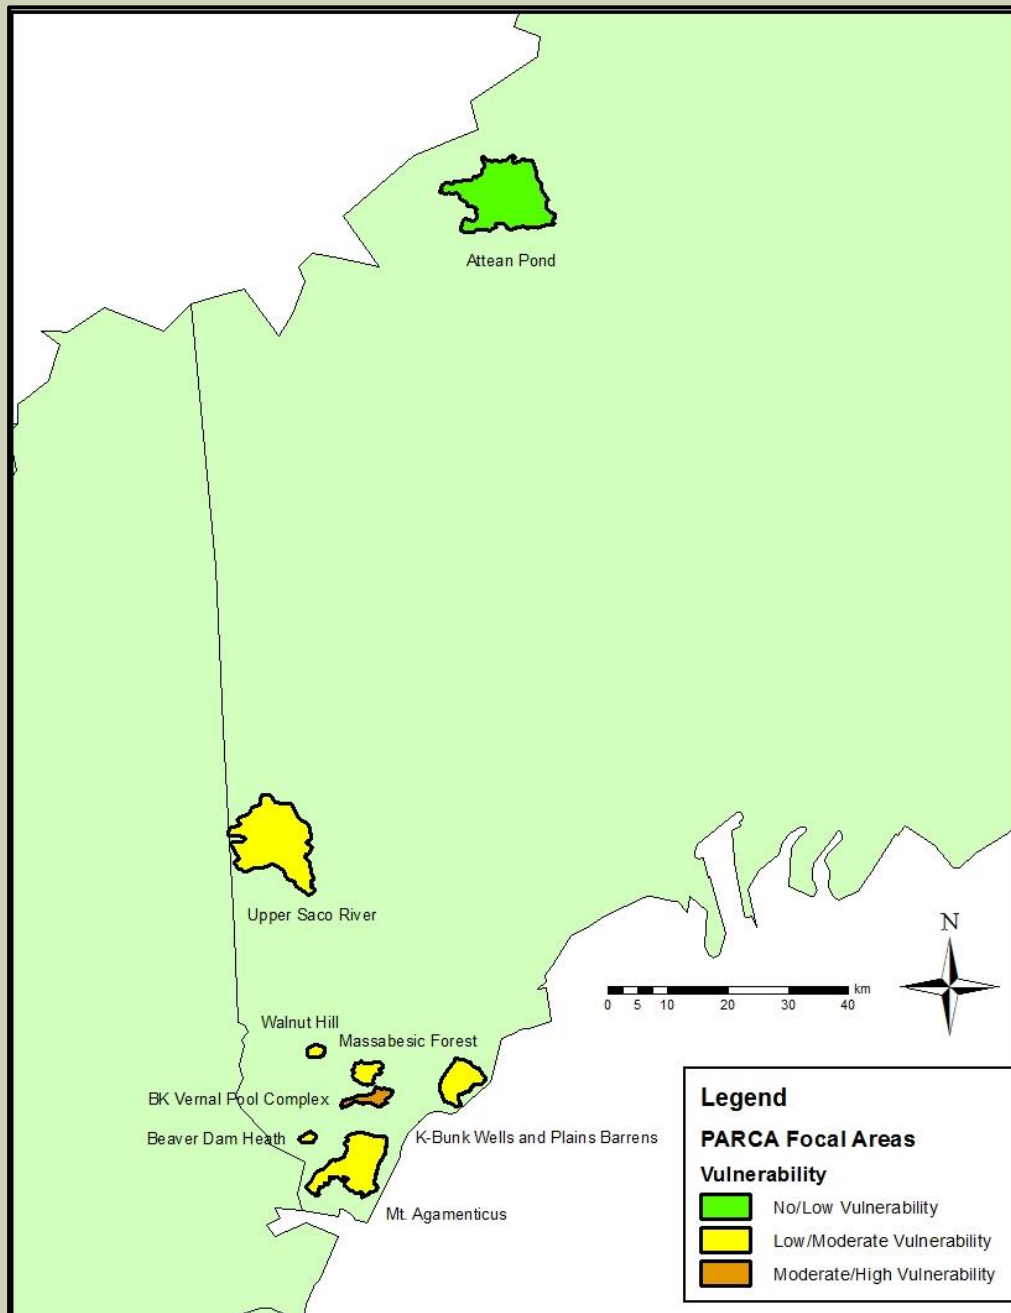 Attean Pond
Upper Saco River
N
km
0 5 10 20 30 40
Walnut Hill
Massabesic Forest
BK Vernal Pool Complex
Beaver Dam Heath
K-Bunk Wells and Plains Barrens
Mt. Agamenticus
Legend
PARCA Focal Areas
Vulnerability
No/Low Vulnerability
Low/Moderate Vulnerability
Moderate/High Vulnerability